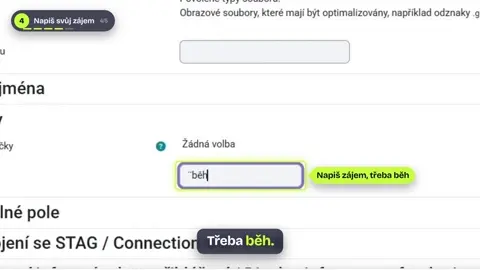 Povolené typy souborů:
Obrazové soubory, které mají být optimalizovány, například odznaky .g
4 Napiš svůj zájem 4/5
u
jména
y
čky
Žádná volba
¨běh
Napiš zájem, třeba běh
lné pole
Třeba běh.
jení se STAG / Connection